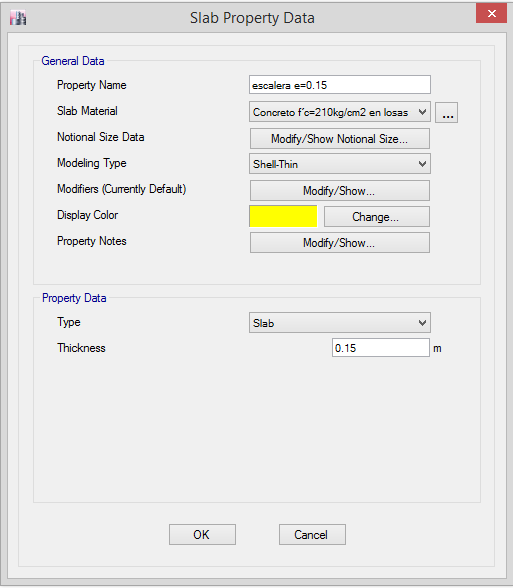 Slab Property Data
General Data
Property Name escalera e=0.15
Slab Material Concreto f´c=210kg/cm2 en losas ...
Notional Size Data Modify/Show Notional Size...
Modeling Type Shell-Thin
Modifiers (Currently Default) Modify/Show...
Display Color Change...
Property Notes Modify/Show...
Property Data
Type Slab
Thickness 0.15 m
OK Cancel